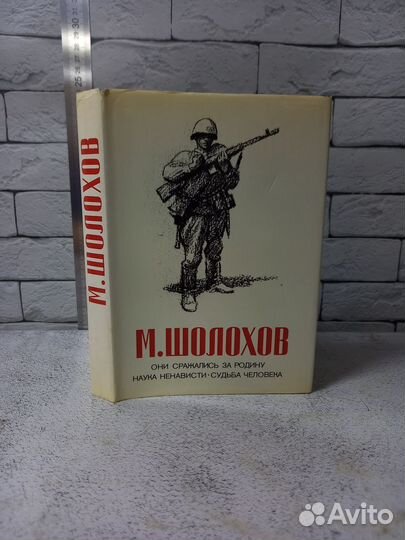 М.ШОЛОХОВ
М.ШОЛОХОВ
ОНИ СРАЖАЛИСЬ ЗА РОДИНУ
НАУКА НЕНАВИСТИ · СУДЬБА ЧЕЛОВЕКА
Avito